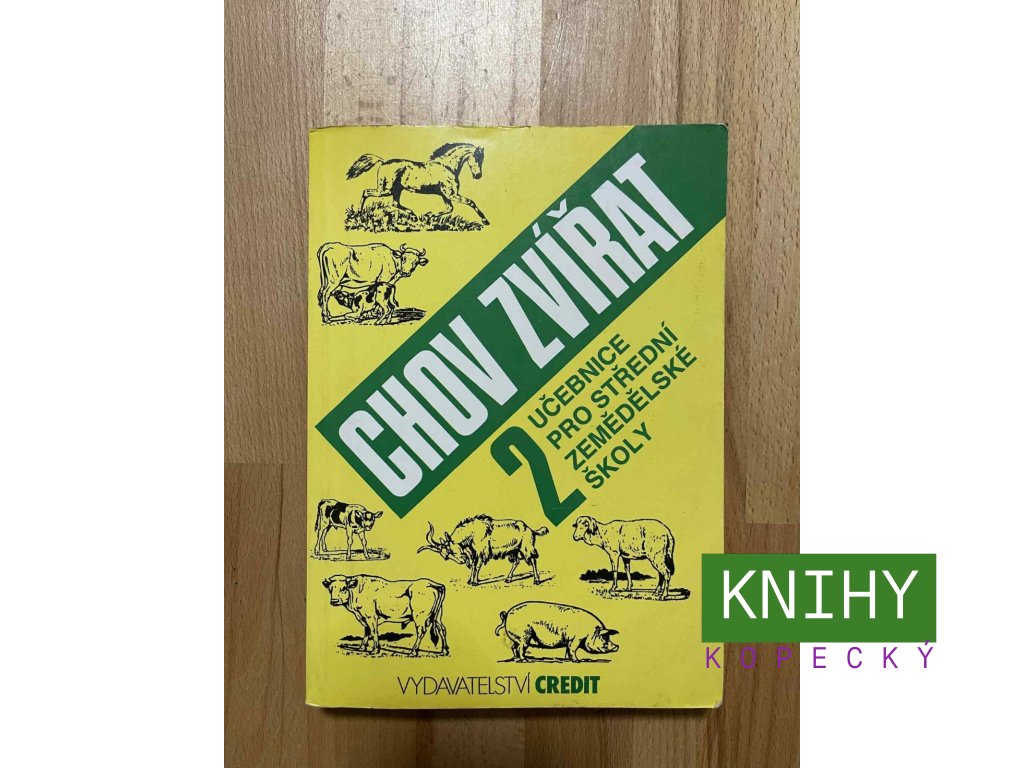 CHOV ZVÍŘAT
2
UČEBNICE
PRO STŘEDNÍ
ZEMĚDĚLSKÉ
ŠKOLY
VYDAVATELSTVÍ CREDIT
KNIHY
KOPECKÝ